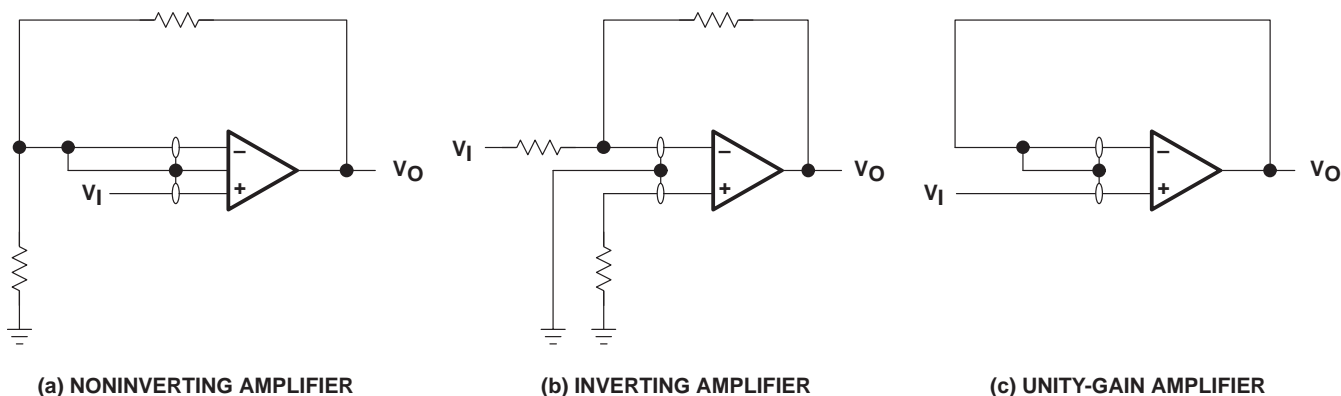 −
+
VI
VO
(a) NONINVERTING AMPLIFIER
VI
−
+
VO
(b) INVERTING AMPLIFIER
−
+
VI
VO
(c) UNITY-GAIN AMPLIFIER